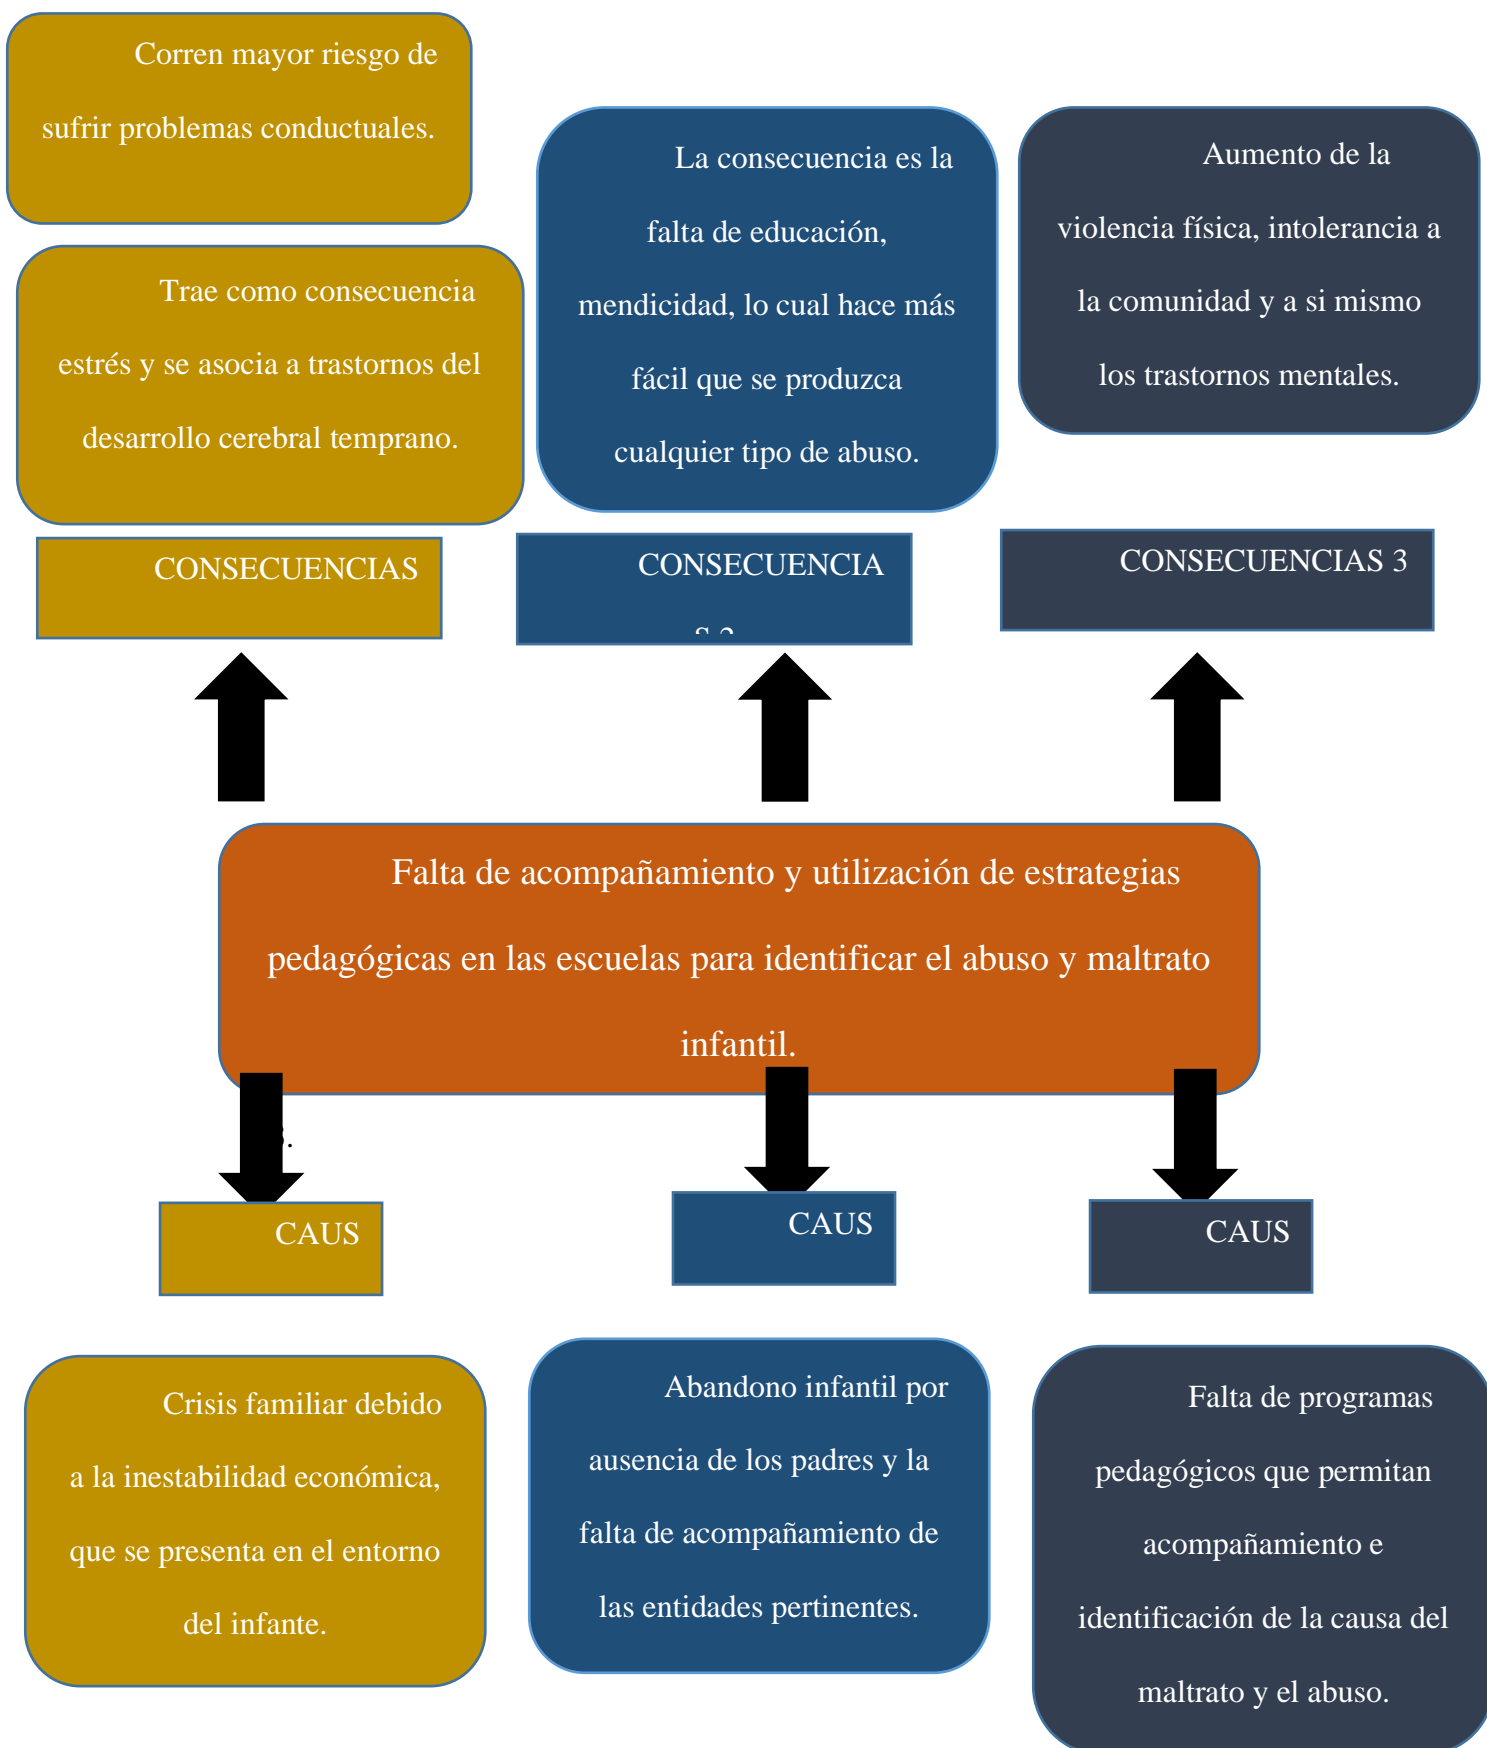 Corren mayor riesgo de
sufrir problemas conductuales.
Trae como consecuencia
estrés y se asocia a trastornos del
desarrollo cerebral temprano.
La consecuencia es la
falta de educación,
mendicidad, lo cual hace más
fácil que se produzca
cualquier tipo de abuso.
Aumento de la
violencia física, intolerancia a
la comunidad y a si mismo
los trastornos mentales.
CONSECUENCIAS
CONSECUENCIA
CONSECUENCIAS 3
Falta de acompañamiento y utilización de estrategias
pedagógicas en las escuelas para identificar el abuso y maltrato
infantil.
CAUS
CAUS
CAUS
Crisis familiar debido
a la inestabilidad económica,
que se presenta en el entorno
del infante.
Abandono infantil por
ausencia de los padres y la
falta de acompañamiento de
las entidades pertinentes.
Falta de programas
pedagógicos que permitan
acompañamiento e
identificación de la causa del
maltrato y el abuso.